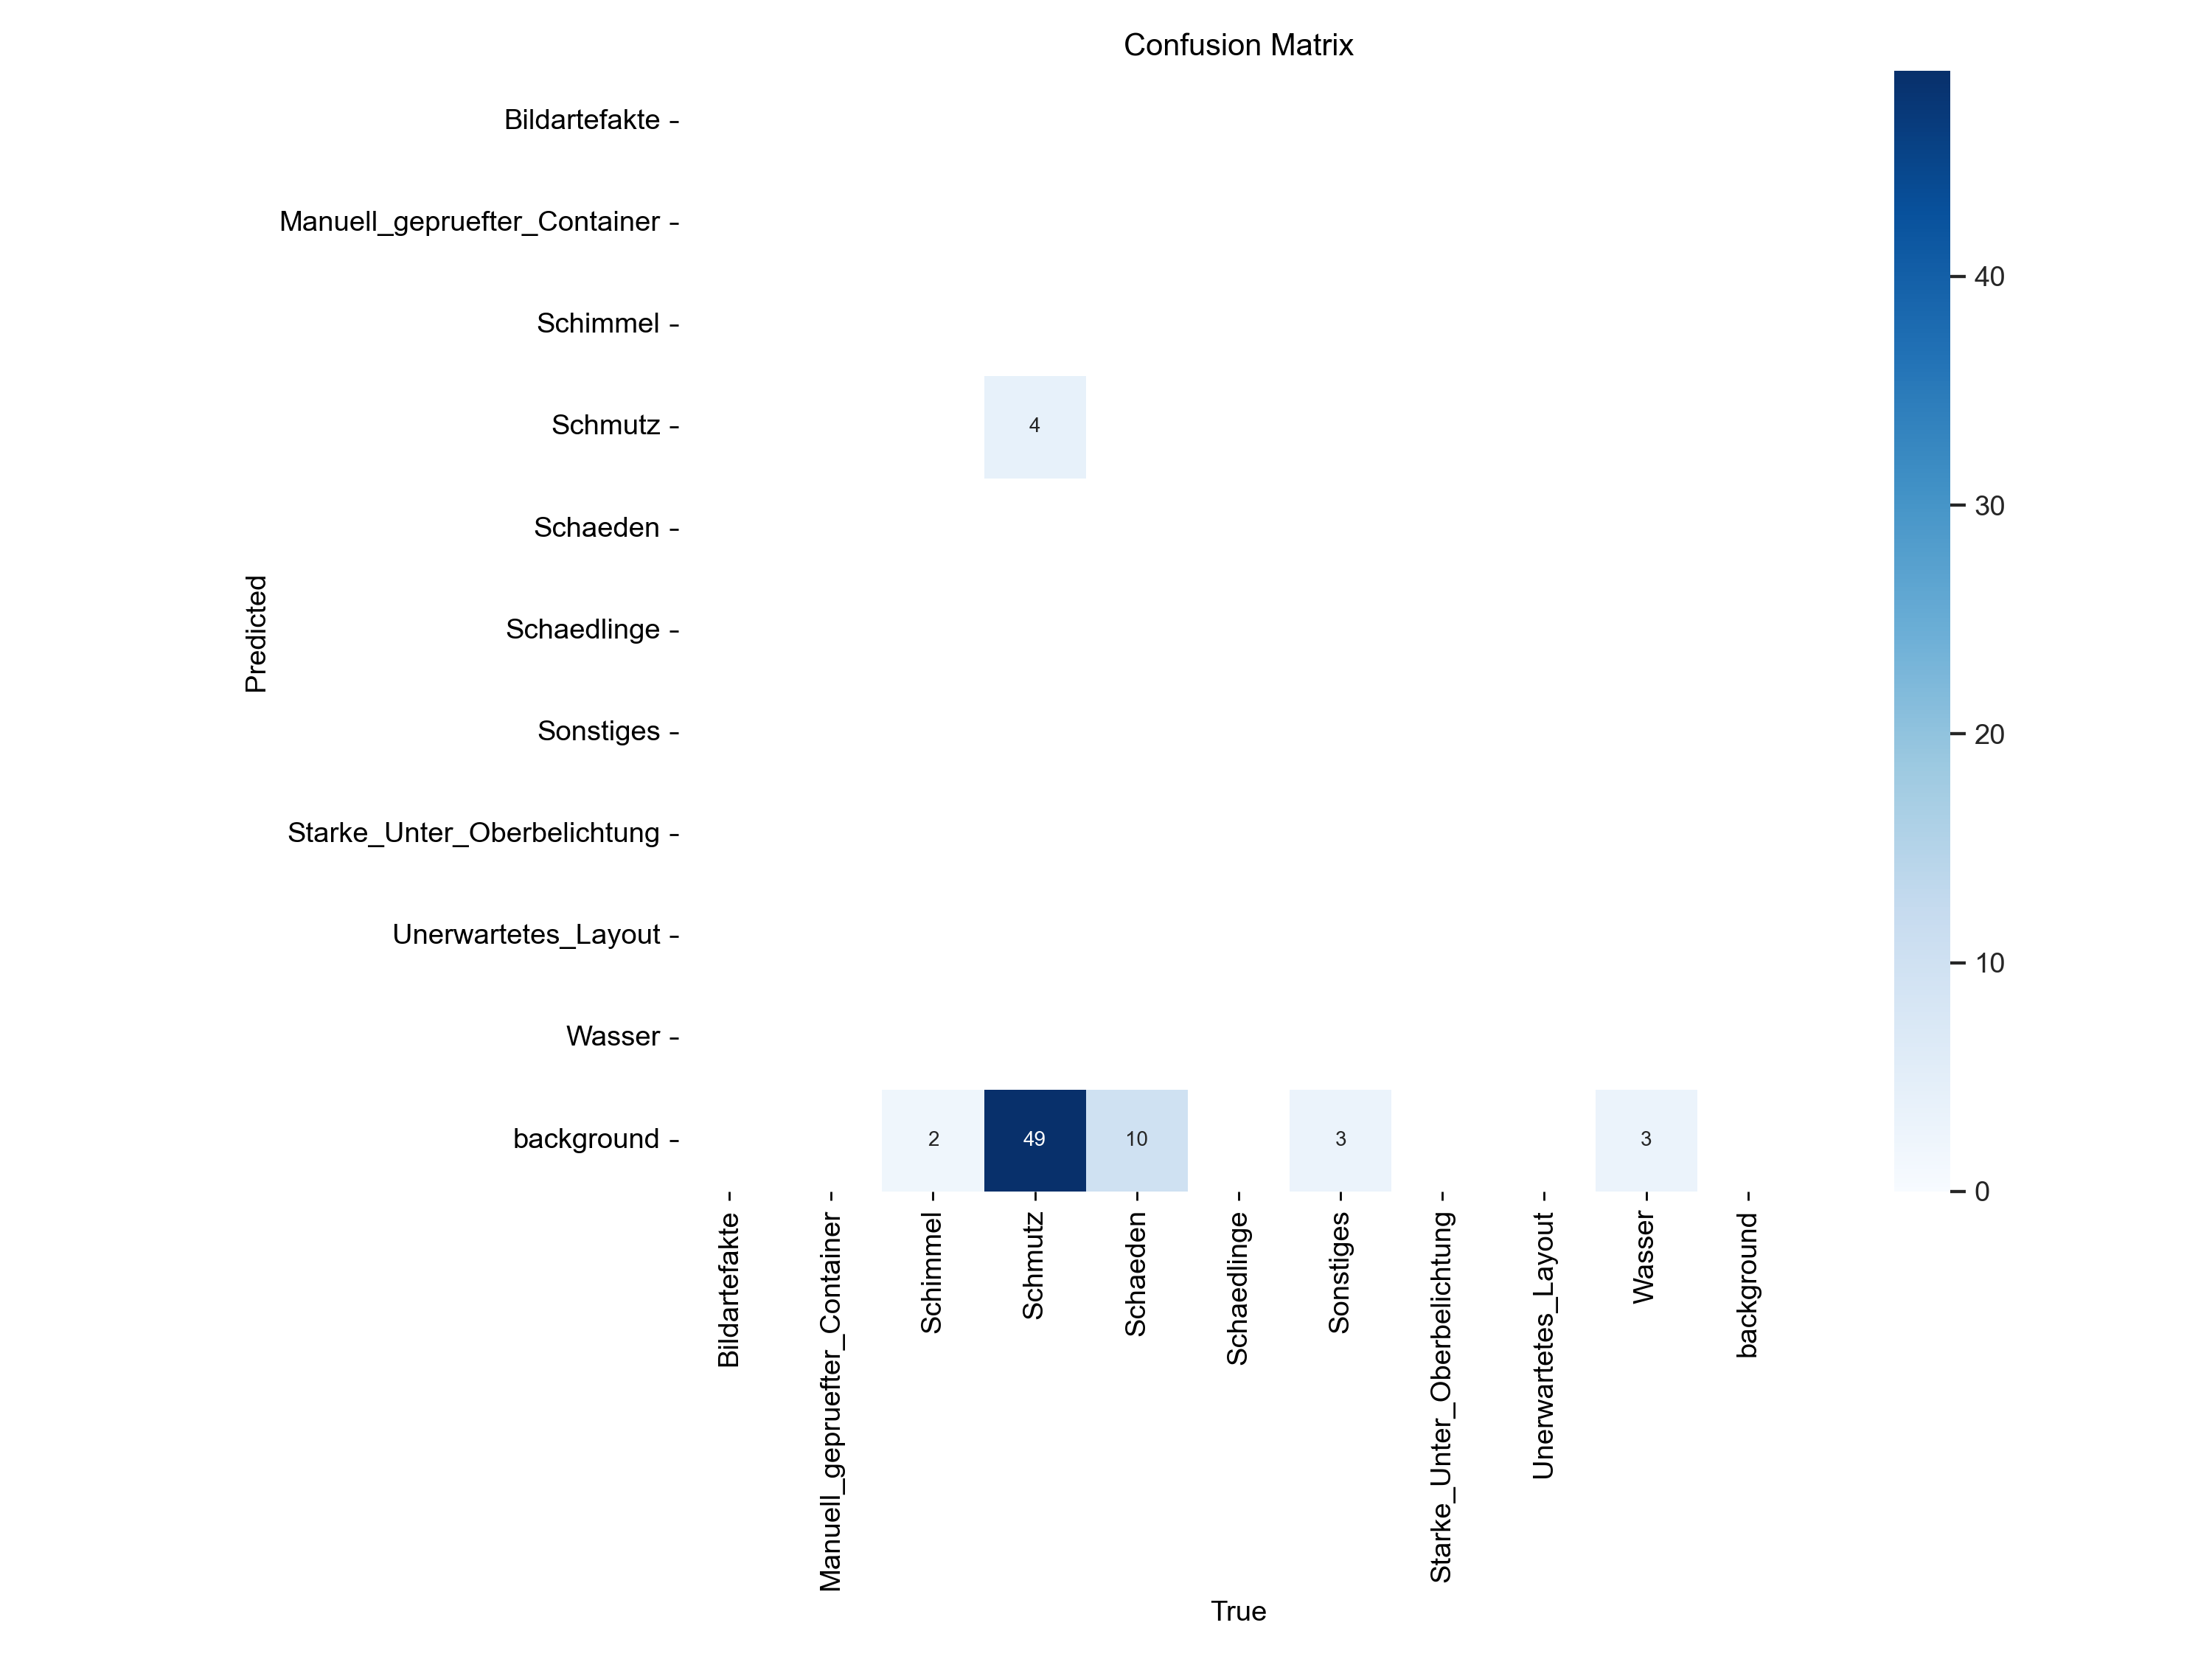 Confusion Matrix
Bildartefakte
Manuell_gepruefter_Container
Schimmel
Schmutz
4
Schaeden
Schaedlinge
Sonstiges
Starke_Unter_Oberbelichtung
Unerwartetes_Layout
Wasser
background
2 49 10 3 3
Predicted
Bildartefakte
Manuell_gepruefter_Container
Schimmel
Schmutz
Schaeden
Schaedlinge
Sonstiges
Starke_Unter_Oberbelichtung
Unerwartetes_Layout
Wasser
background
True
40
30
20
10
0